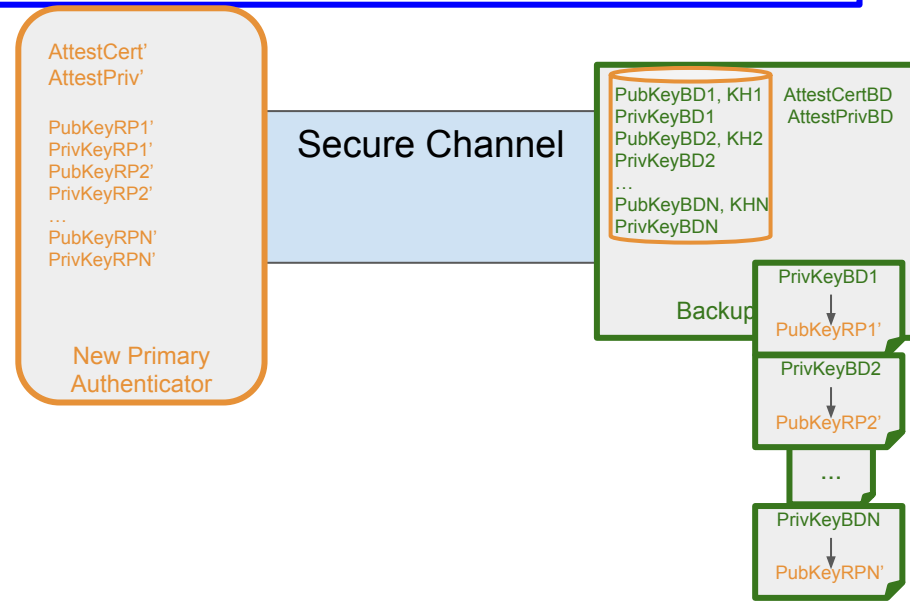 AttestCert’
AttestPriv’
PubKeyRP1’
PrivKeyRP1’
PubKeyRP2’
PrivKeyRP2’
…
PubKeyRPN’
PrivKeyRPN’
New Primary
Authenticator
Secure Channel
PubKeyBD1, KH1
PrivKeyBD1
PubKeyBD2, KH2
PrivKeyBD2
…
PubKeyBDN, KHN
PrivKeyBDN
AttestCertBD
AttestPrivBD
Backup
PrivKeyBD1
PubKeyRP1’
PrivKeyBD2
PubKeyRP2’
…
PrivKeyBDN
PubKeyRPN’